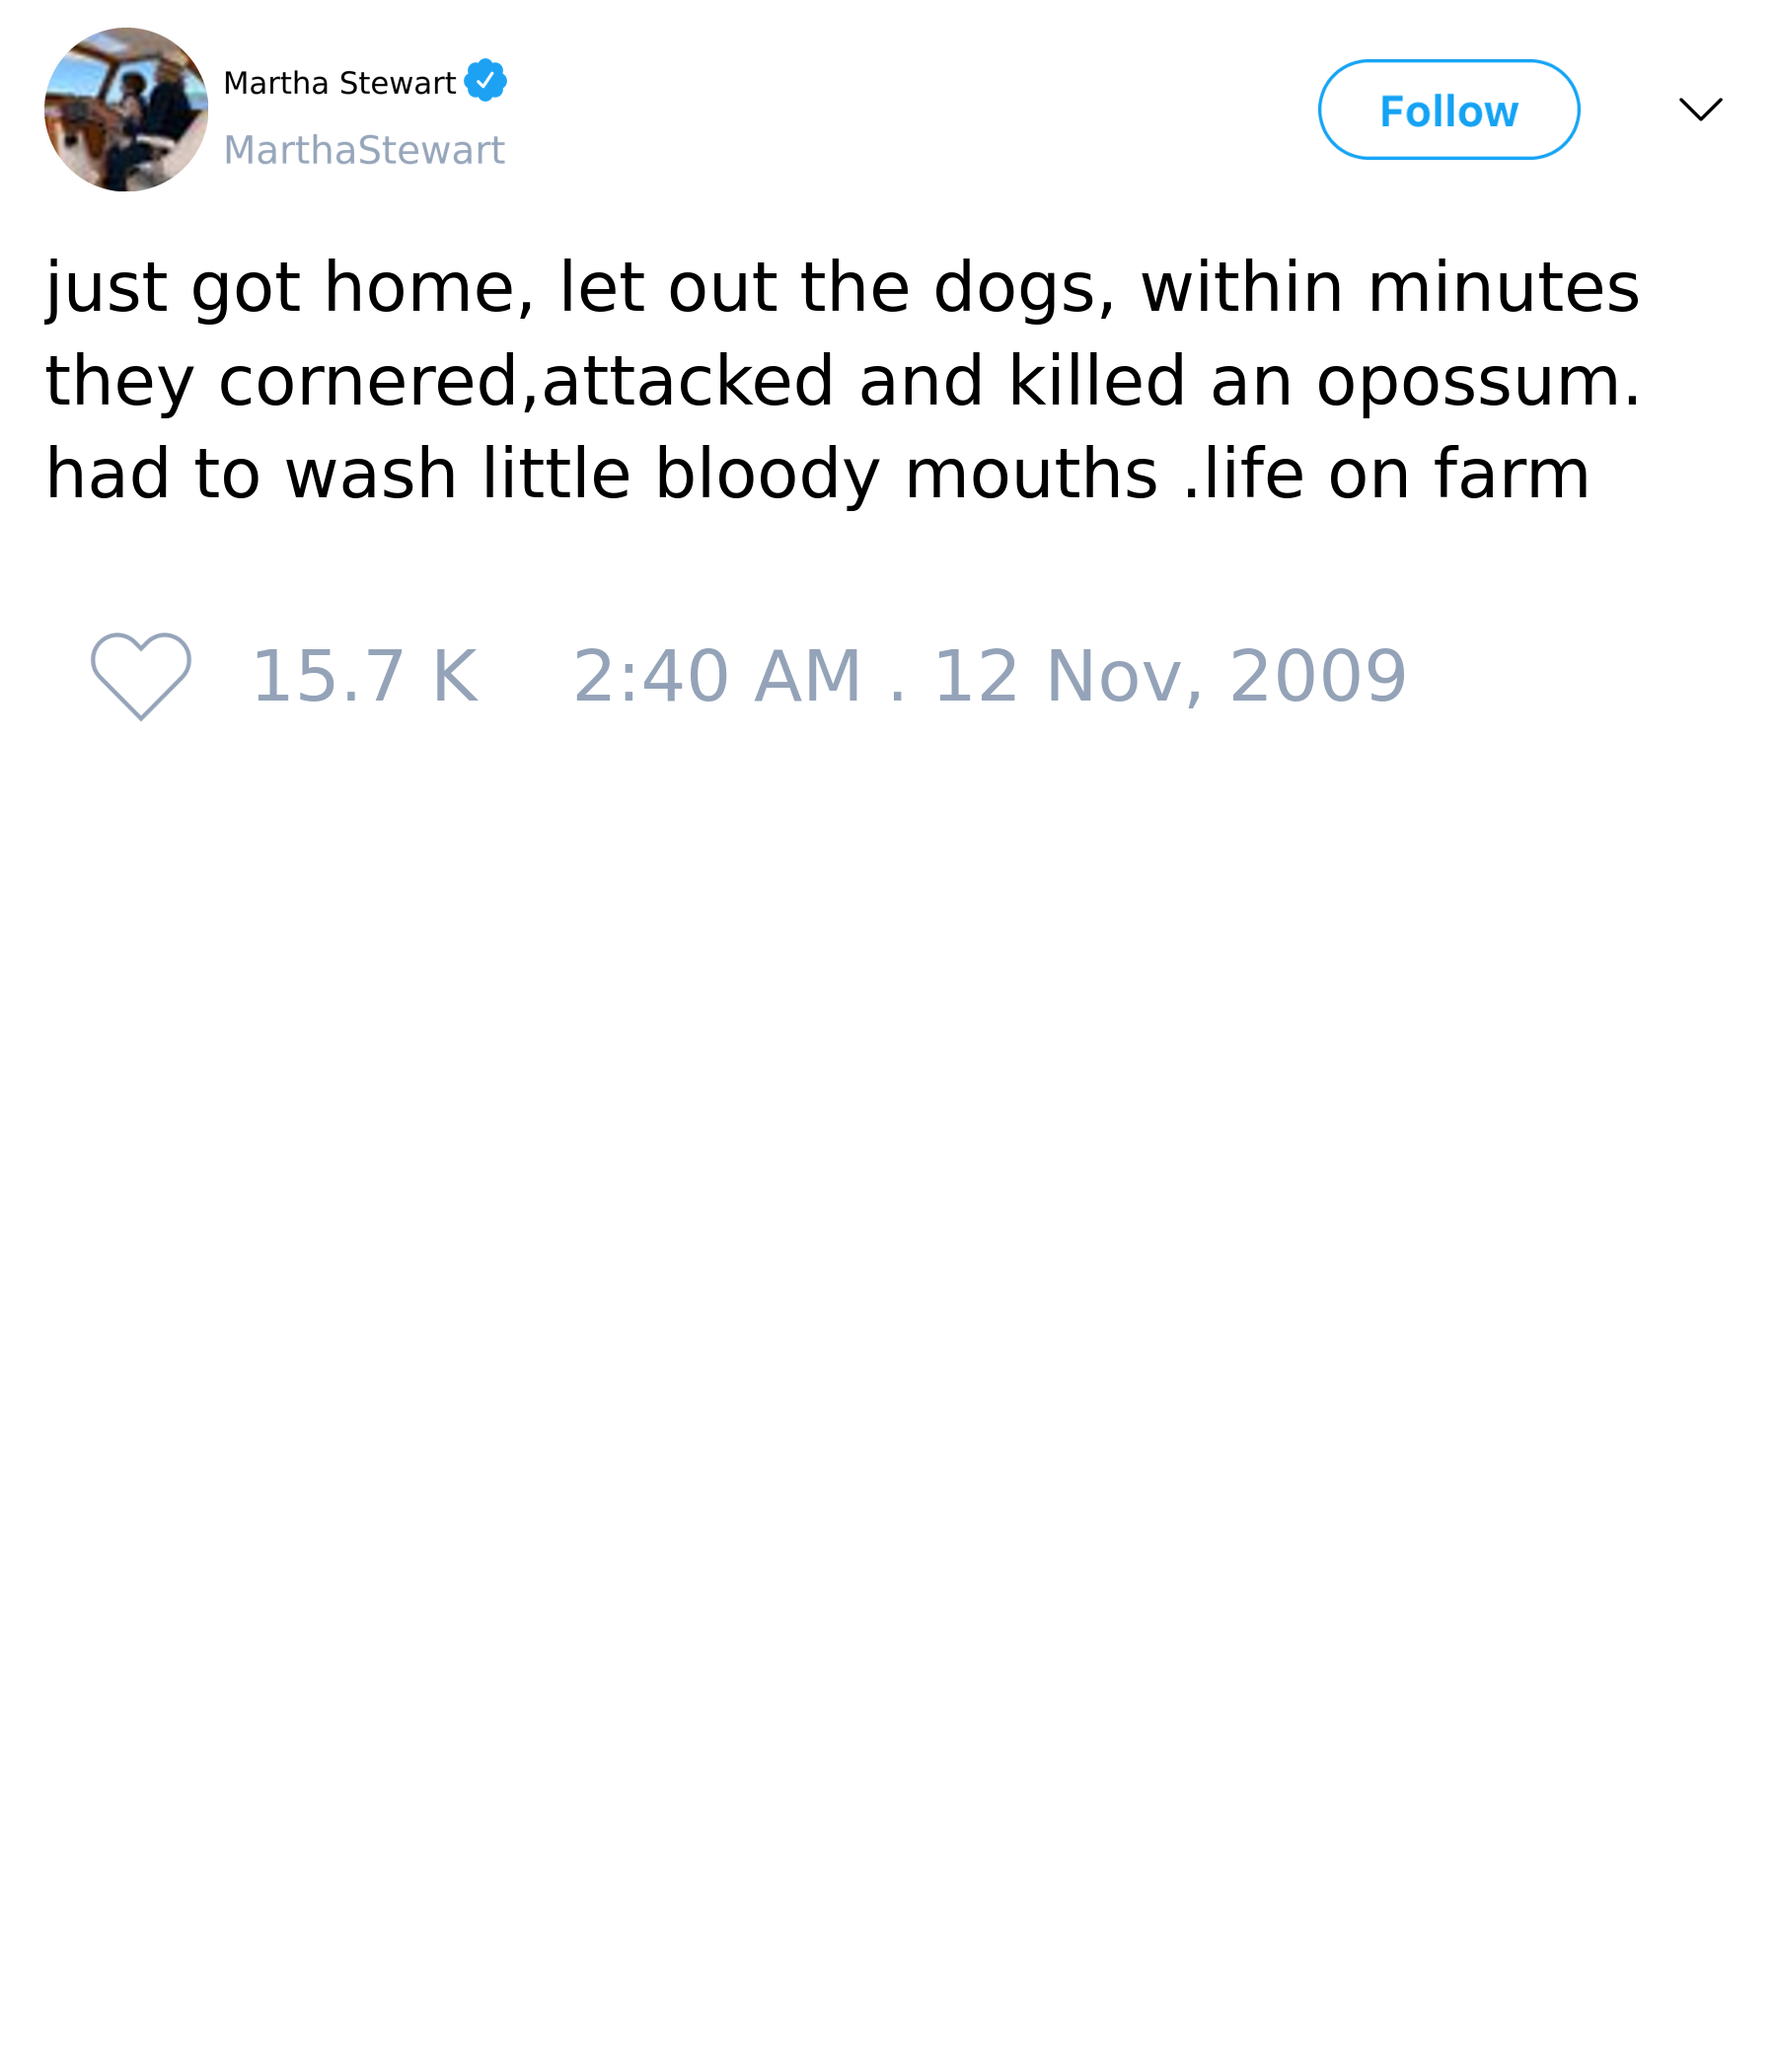 Martha Stewart
MarthaStewart
Follow
just got home, let out the dogs, within minutes
they cornered,attacked and killed an opossum.
had to wash little bloody mouths .life on farm
15.7 K 2:40 AM . 12 Nov, 2009